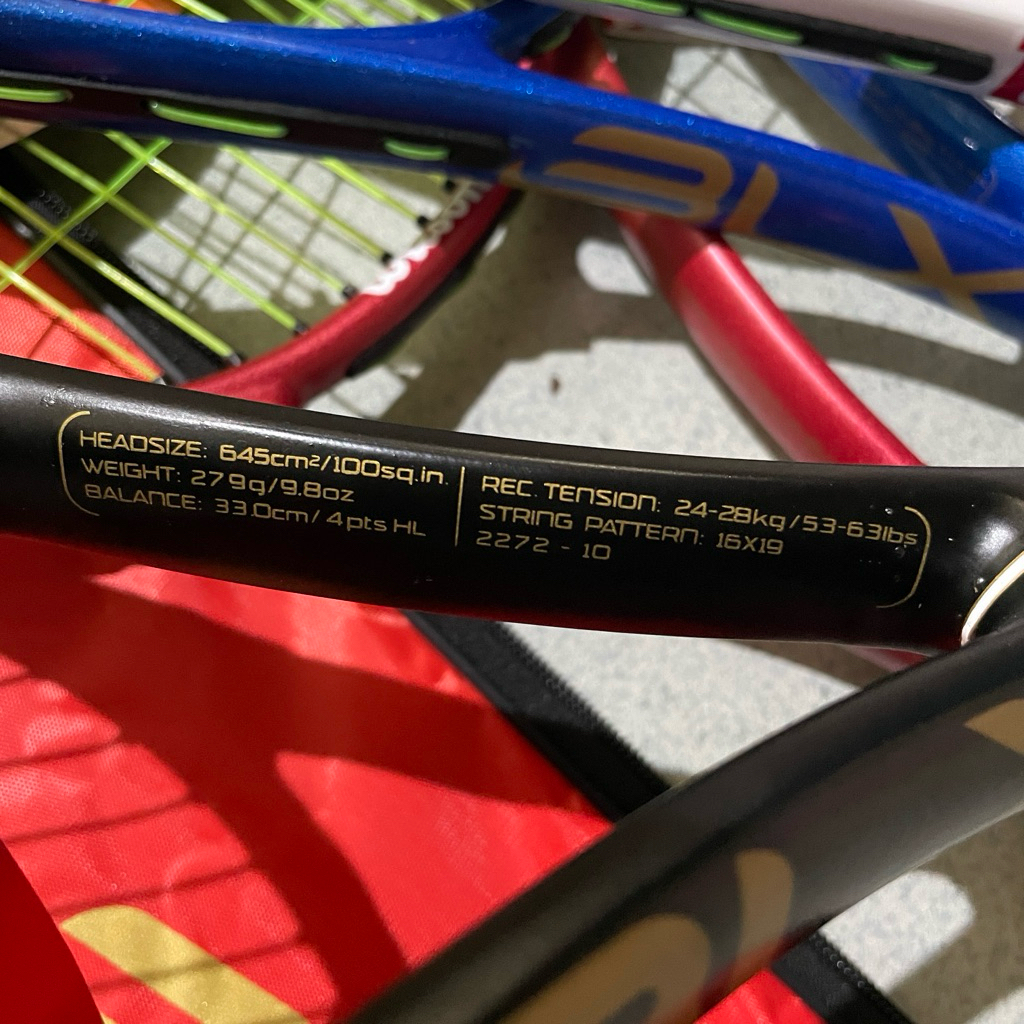 BLX
HEADSIZE: 645cm²/100sq.in.
WEIGHT: 279g/9.8oz
BALANCE: 33.0cm/4pts HL
REC. TENSION: 24-28kg/53-63lbs
STRING PATTERN: 16X19
2272 - 10